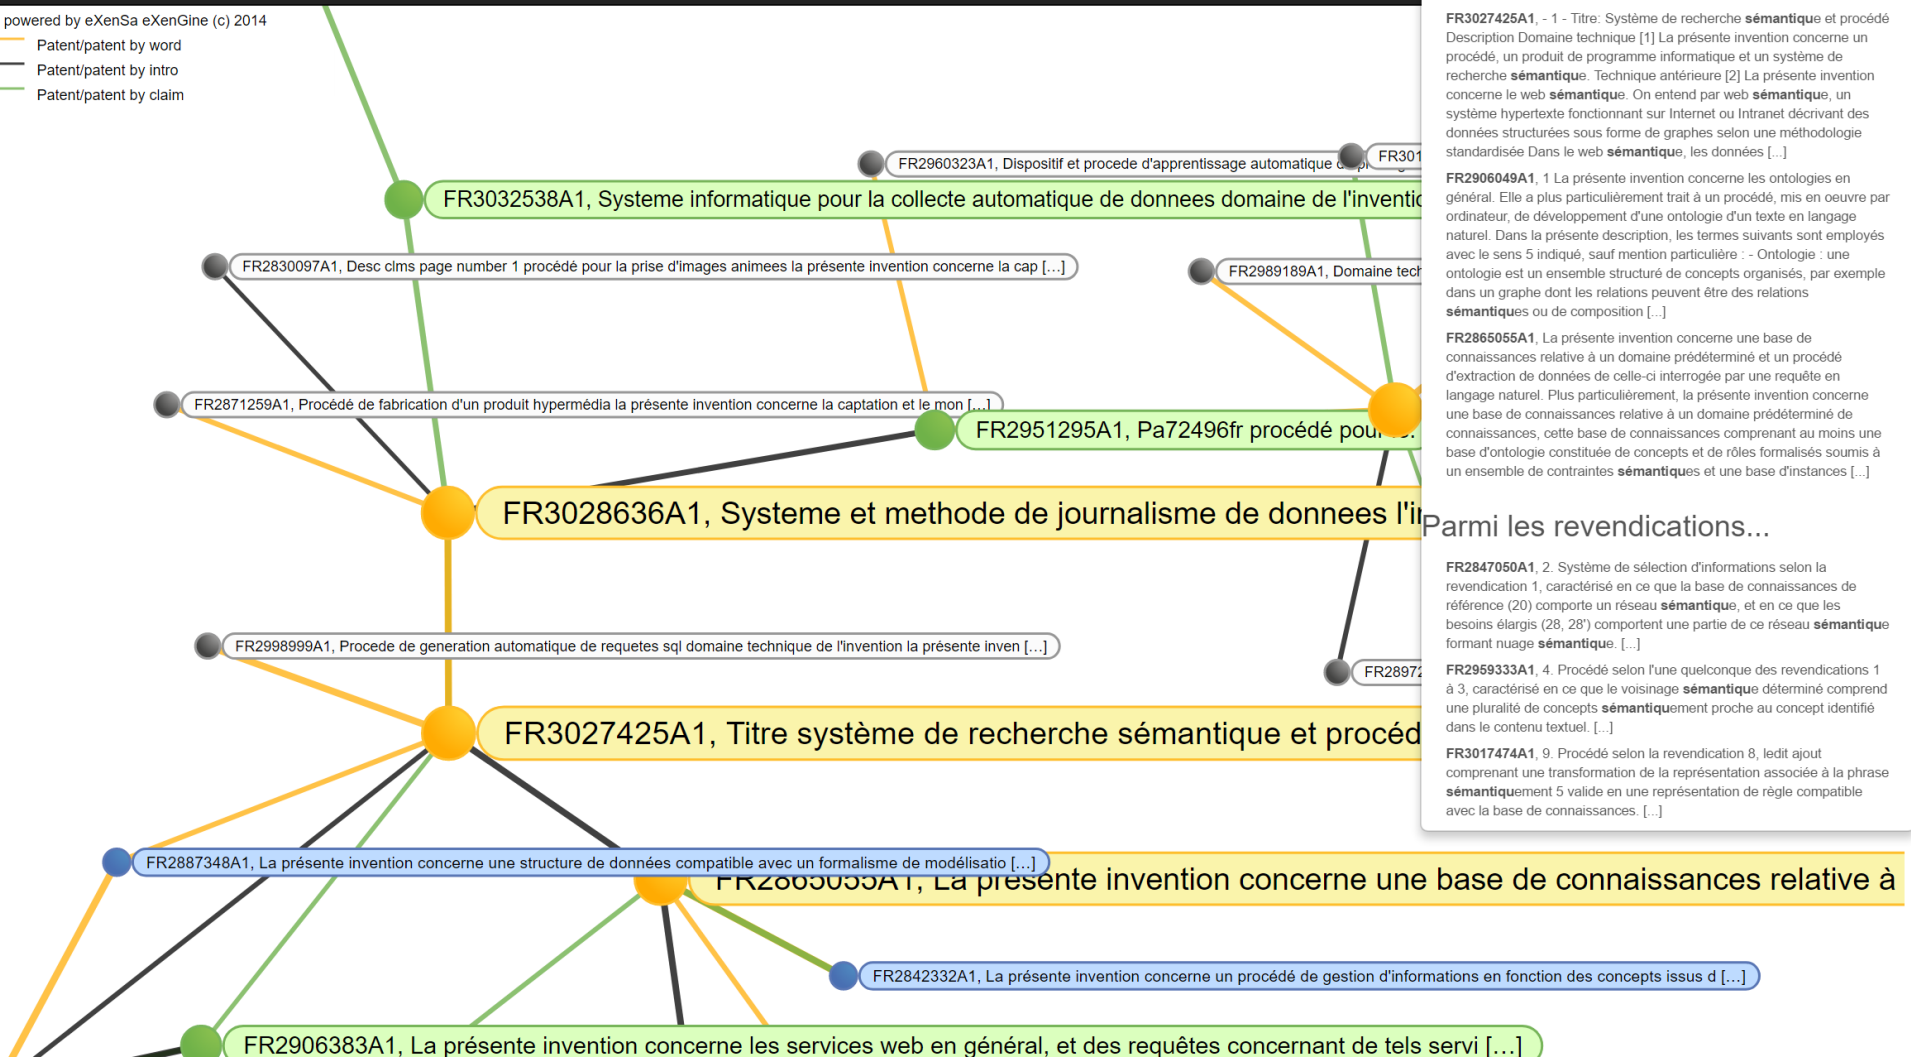 powered by eXenSa eXenGine (c) 2014
Patent/patent by word
Patent/patent by intro
Patent/patent by claim
FR2960323A1, Dispositif et procede d'apprentissage automatique
FR301
FR3032538A1, Systeme informatique pour la collecte automatique de donnees domaine de l'inventio
FR2830097A1, Desc clms page number 1 procédé pour la prise d'images animees la présente invention concerne la cap [...]
FR2989189A1, Domaine tech
FR2871259A1, Procédé de fabrication d'un produit hypermédia la présente invention concerne la captation et le mon [...]
FR2951295A1, Pa72496fr procédé pour
FR3028636A1, Systeme et methode de journalisme de donnees l'in
FR2998999A1, Procede de generation automatique de requetes sql domaine technique de l'invention la présente inven [...]
FR28972
FR3027425A1, Titre système de recherche sémantique et procéd
FR2887348A1, La présente invention concerne une structure de données compatible avec un formalisme de modélisatio [...]
FR2865055A1, La présente invention concerne une base de connaissances relative à
FR2842332A1, La présente invention concerne un procédé de gestion d'informations en fonction des concepts issus d [...]
FR2906383A1, La présente invention concerne les services web en général, et des requêtes concernant de tels servi [...]
FR3027425A1, - 1 - Titre: Système de recherche sémantique et procédé
Description Domaine technique [1] La présente invention concerne un
procédé, un produit de programme informatique et un système de
recherche sémantique. Technique antérieure [2] La présente invention
concerne le web sémantique. On entend par web sémantique, un
système hypertexte fonctionnant sur Internet ou Intranet décrivant des
données structurées sous forme de graphes selon une méthodologie
standardisée Dans le web sémantique, les données [...]
FR2906049A1, 1 La présente invention concerne les ontologies en
général. Elle a plus particulièrement trait à un procédé, mis en oeuvre par
ordinateur, de développement d'une ontologie d'un texte en langage
naturel. Dans la présente description, les termes suivants sont employés
avec le sens 5 indiqué, sauf mention particulière : - Ontologie : une
ontologie est un ensemble structuré de concepts organisés, par exemple
dans un graphe dont les relations peuvent être des relations
sémantiques ou de composition [...]
FR2865055A1, La présente invention concerne une base de
connaissances relative à un domaine prédéterminé et un procédé
d'extraction de données de celle-ci interrogée par une requête en
langage naturel. Plus particulièrement, la présente invention concerne
une base de connaissances relative à un domaine prédéterminé de
connaissances, cette base de connaissances comprenant au moins une
base d'ontologie constituée de concepts et de rôles formalisés soumis à
un ensemble de contraintes sémantiques et une base d'instances [...]
Parmi les revendications...
FR2847050A1, 2. Système de sélection d'informations selon la
revendication 1, caractérisé en ce que la base de connaissances de
référence (20) comporte un réseau sémantique, et en ce que les
besoins élargis (28, 28') comportent une partie de ce réseau sémantique
formant nuage sémantique. [...]
FR2959333A1, 4. Procédé selon l'une quelconque des revendications 1
à 3, caractérisé en ce que le voisinage sémantique déterminé comprend
une pluralité de concepts sémantiquement proche au concept identifié
dans le contenu textuel. [...]
FR3017474A1, 9. Procédé selon la revendication 8, ledit ajout
comprenant une transformation de la représentation associée à la phrase
sémantiquement 5 valide en une représentation de règle compatible
avec la base de connaissances. [...]